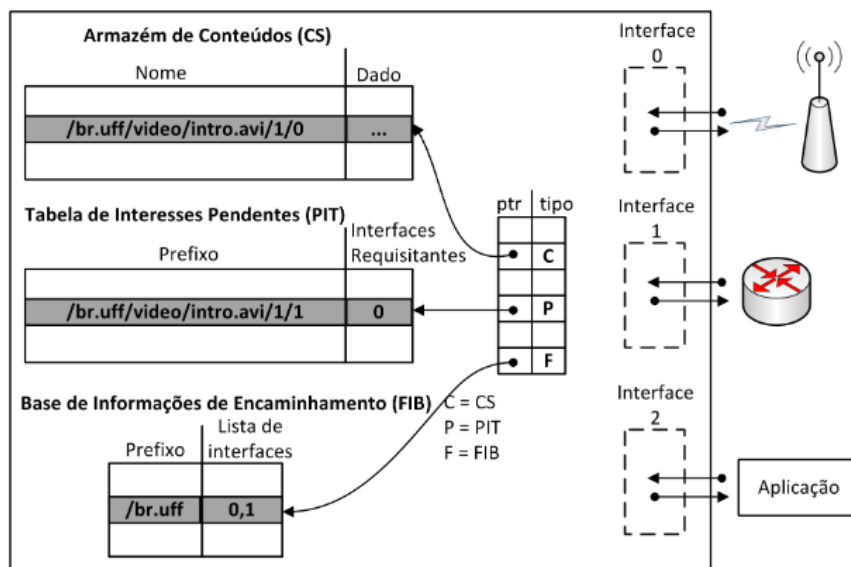 Armazém de Conteúdos (CS)
Nome
Dado
/br.uff/video/intro.avi/1/0
...
Tabela de Interesses Pendentes (PIT)
Prefixo
Interfaces
Requisitantes
/br.uff/video/intro.avi/1/1
0
Base de Informações de Encaminhamento (FIB)
Prefixo
Lista de
interfaces
/br.uff
0,1
ptr
tipo
C
P
F
C = CS
P = PIT
F = FIB
Interface
0
Interface
1
Interface
2
Aplicação